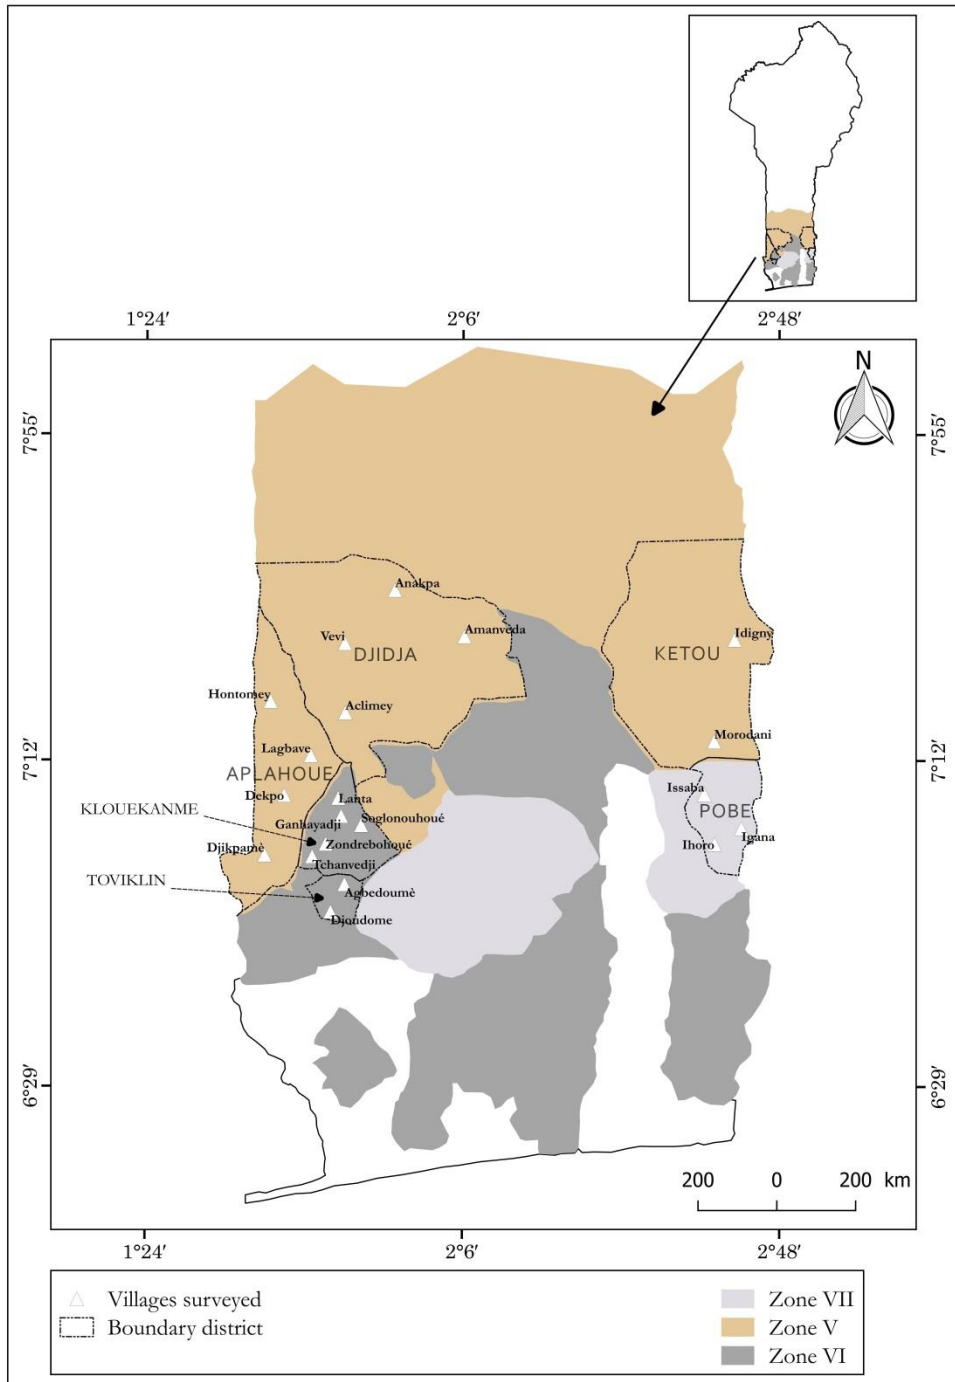 1°24′ 2°6′ 2°48′
N
7°55′ 7°55′
Anakpa
Amanveda
Idigny
Vevi
DJIDJA
KETOU
Hontomey
Aclimey
Morodani
Lagbave
7°12′ 7°12′
APLAHOUE
Issaba
Dekpo
Lanta
POBE
KLOUEKANME
Ganhayadji
Soglonouhoué
Igana
Djikpamè
Zondrebohoué
Ihoro
Tchanvedji
TOVIKLIN
Agbedoumè
Djoudome
6°29′ 6°29′
200 0 200 km
1°24′ 2°6′ 2°48′
Villages surveyed
Boundary district
Zone VII
Zone V
Zone VI